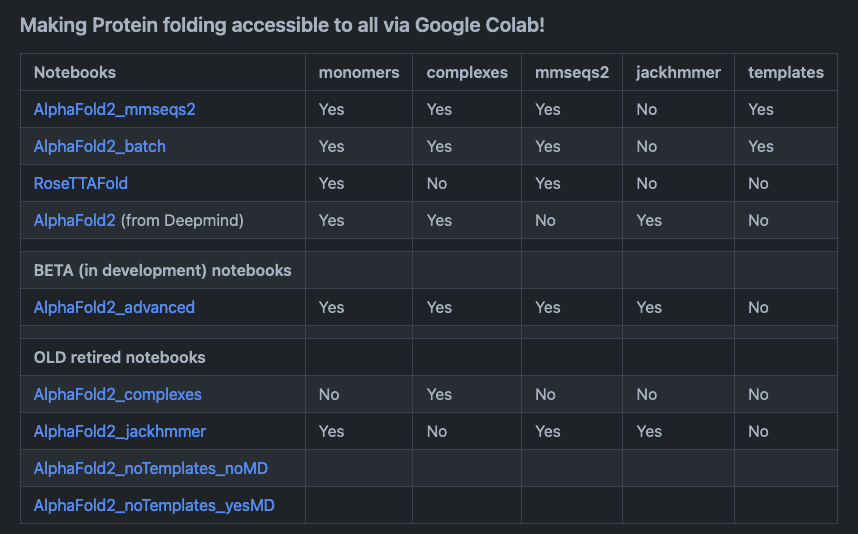 Making Protein folding accessible to all via Google Colab!
Notebooks monomers complexes mmseqs2 jackhmmer templates
AlphaFold2_mmseqs2 Yes Yes Yes No Yes
AlphaFold2_batch Yes Yes Yes No Yes
RoseTTAFold Yes No Yes No No
AlphaFold2 (from Deepmind) Yes Yes No Yes No
BETA (in development) notebooks
AlphaFold2_advanced Yes Yes Yes Yes No
OLD retired notebooks
AlphaFold2_complexes No Yes No No No
AlphaFold2_jackhmmer Yes No Yes Yes No
AlphaFold2_noTemplates_noMD
AlphaFold2_noTemplates_yesMD